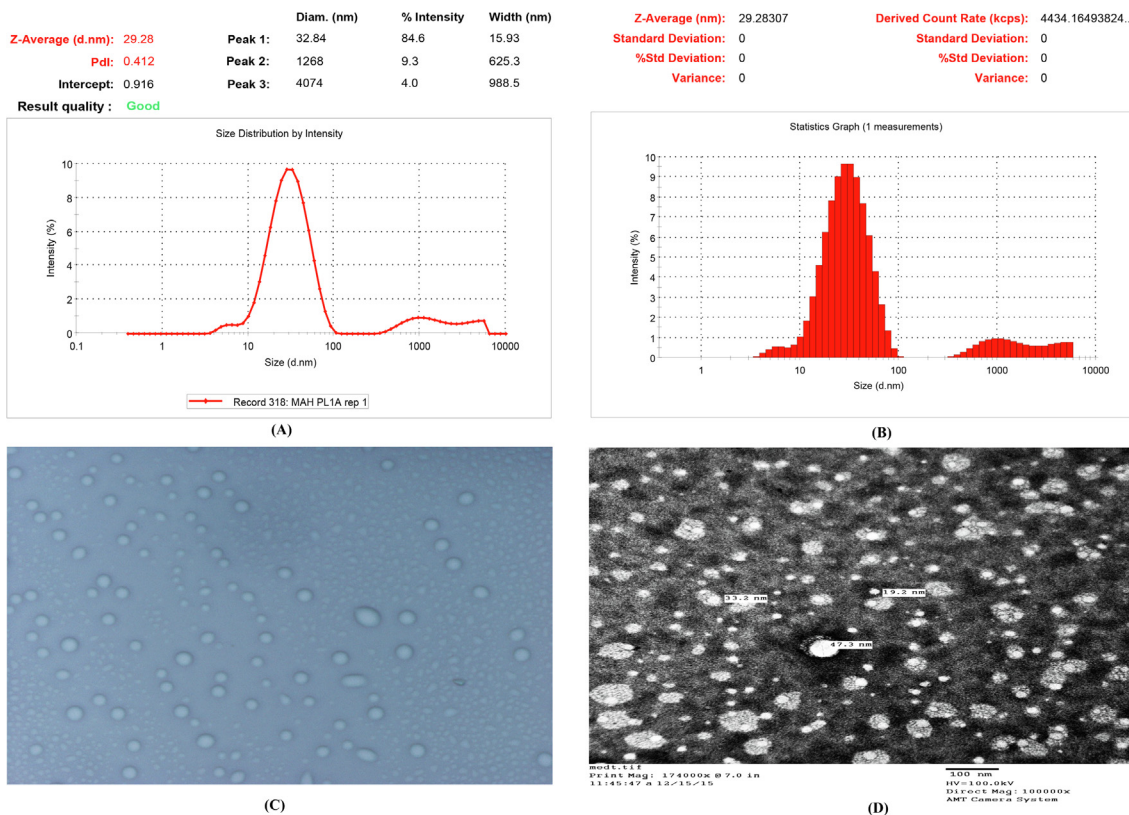 Diam. (nm) % Intensity Width (nm)
Z-Average (d.nm): 29.28 Peak 1: 32.84 84.6 15.93
PdI: 0.412 Peak 2: 1268 9.3 625.3
Intercept: 0.916 Peak 3: 4074 4.0 988.5
Result quality : Good
Size Distribution by Intensity
Intensity (%)
10
8
6
4
2
0
0.1 1 10 100 1000 10000
Size (d.nm)
Record 318: MAH PL1A rep 1
(A)
Z-Average (nm): 29.28307 Derived Count Rate (kcps): 4434.16493824...
Standard Deviation: 0 Standard Deviation: 0
%Std Deviation: 0 %Std Deviation: 0
Variance: 0 Variance: 0
Statistics Graph (1 measurements)
Intensity (%)
10
9
8
7
6
5
4
3
2
1
0
1 10 100 1000 10000
Size (d.nm)
(B)
(C)
33.2 nm
19.2 nm
47.3 nm
modt.tif
Print Mag: 174000x @ 7.0 in
11:45:47 a 12/15/15
100 nm
HV=100.0kV
Direct Mag: 100000x
AMT Camera System
(D)